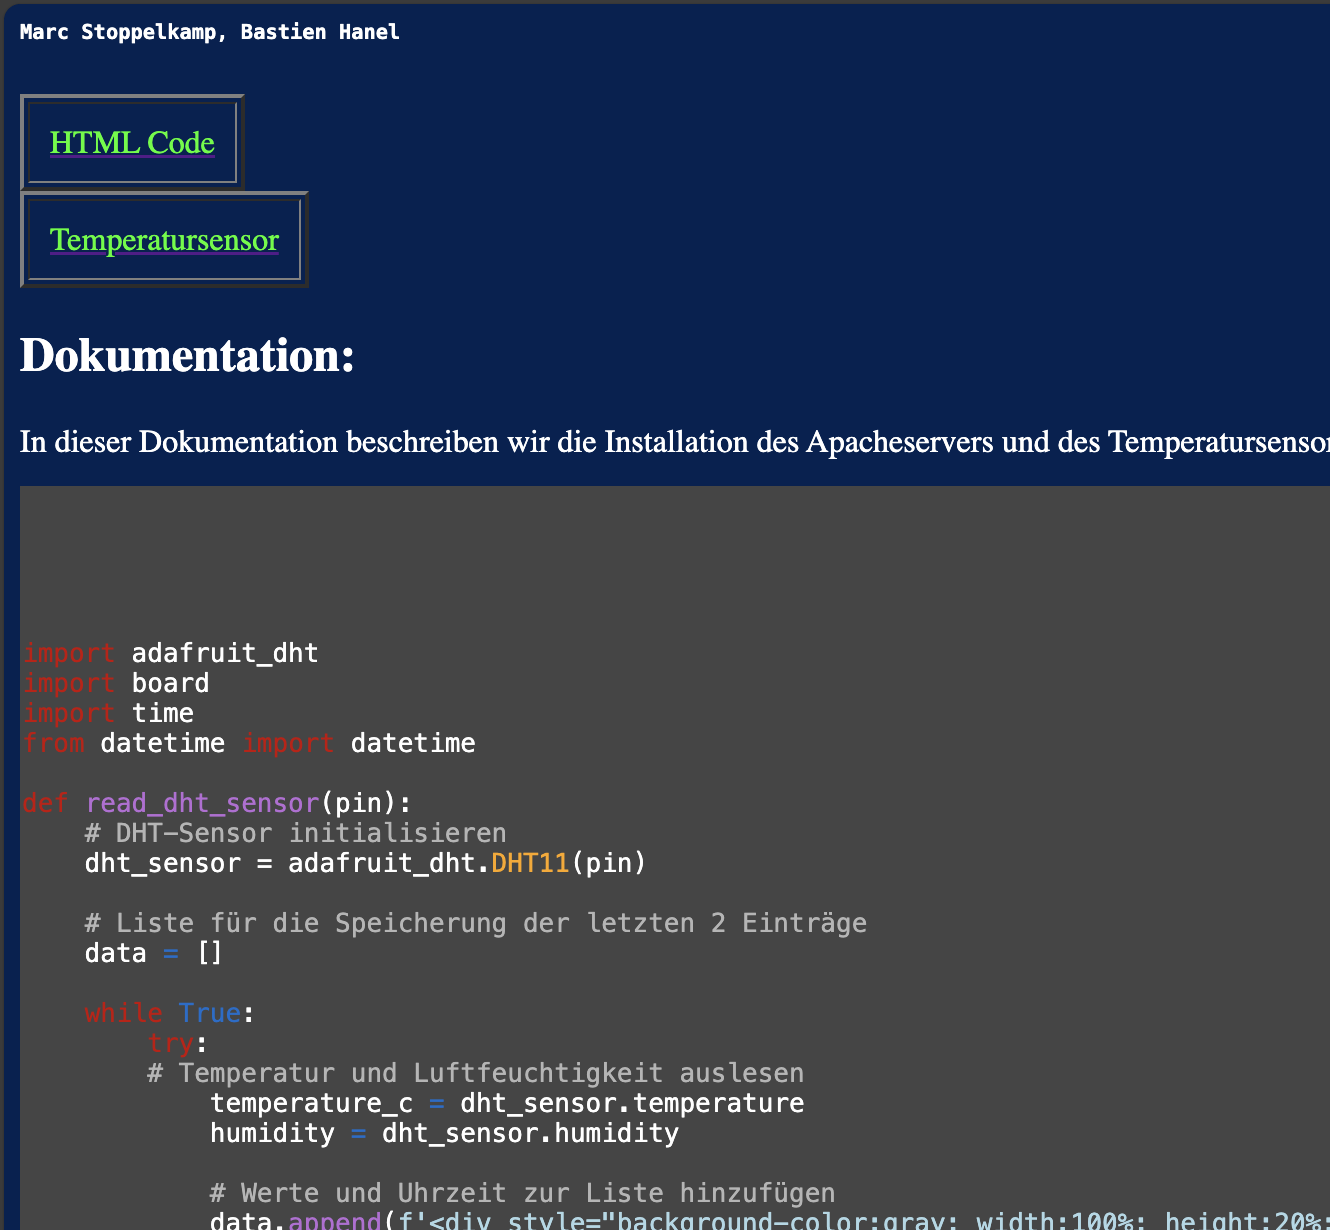 Marc Stoppelkamp, Bastien Hanel
HTML Code
Temperatursensor
Dokumentation:
In dieser Dokumentation beschreiben wir die Installation des Apacheservers und des Temperatursensor
import adafruit_dht
import board
import time
from datetime import datetime
def read_dht_sensor(pin):
# DHT-Sensor initialisieren
dht_sensor = adafruit_dht.DHT11(pin)
# Liste für die Speicherung der letzten 2 Einträge
data = []
while True:
try:
# Temperatur und Luftfeuchtigkeit auslesen
temperature_c = dht_sensor.temperature
humidity = dht_sensor.humidity
# Werte und Uhrzeit zur Liste hinzufügen
data.append(f'<div style="background-color:gray; width:100%; height:20%;